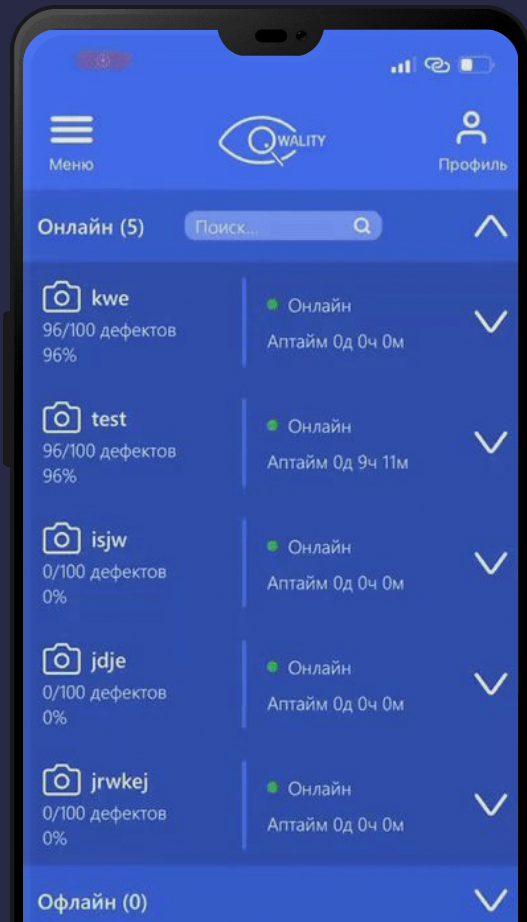 QWALITY
Меню
Профиль
Онлайн (5)
Поиск...
kwe
96/100 дефектов
96%
Онлайн
Аптайм 0д 0ч 0м
test
96/100 дефектов
96%
Онлайн
Аптайм 0д 9ч 11м
isjw
0/100 дефектов
0%
Онлайн
Аптайм 0д 0ч 0м
jdje
0/100 дефектов
0%
Онлайн
Аптайм 0д 0ч 0м
jrwkej
0/100 дефектов
0%
Онлайн
Аптайм 0д 0ч 0м
Офлайн (0)